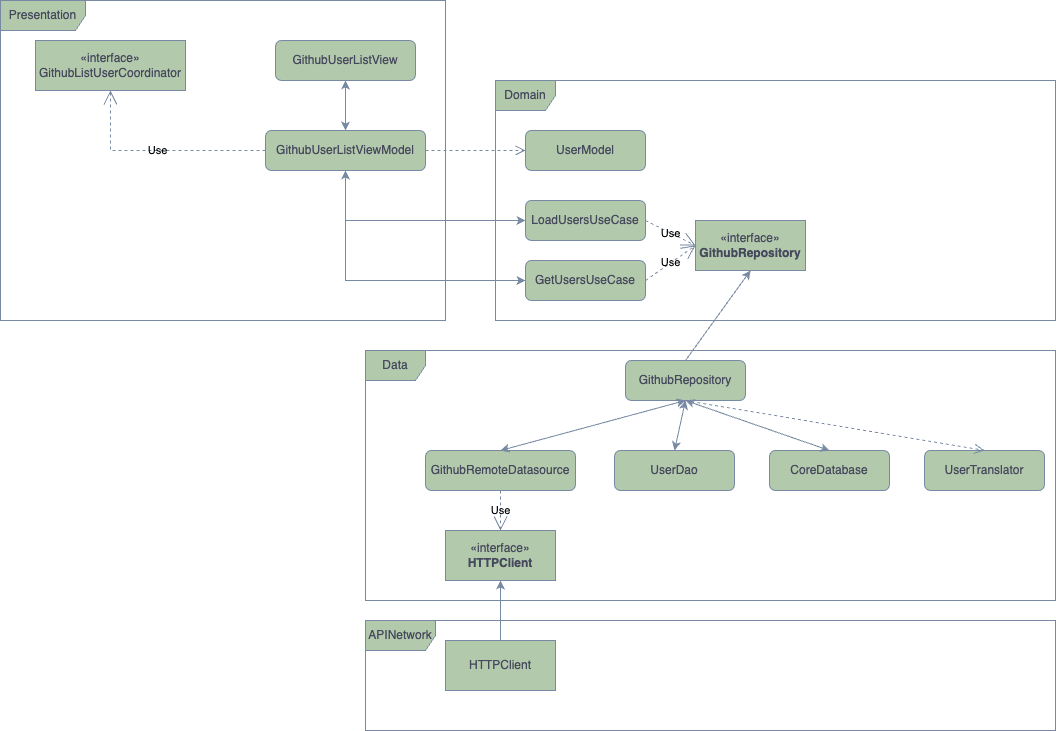 Presentation
«interface»
GithubListUserCoordinator
GithubUserListView
Use
GithubUserListViewModel
Domain
UserModel
LoadUsersUseCase
Use
«interface»
GithubRepository
Use
GetUsersUseCase
Data
GithubRepository
GithubRemoteDatasource
UserDao
CoreDatabase
UserTranslator
Use
«interface»
HTTPClient
APINetwork
HTTPClient